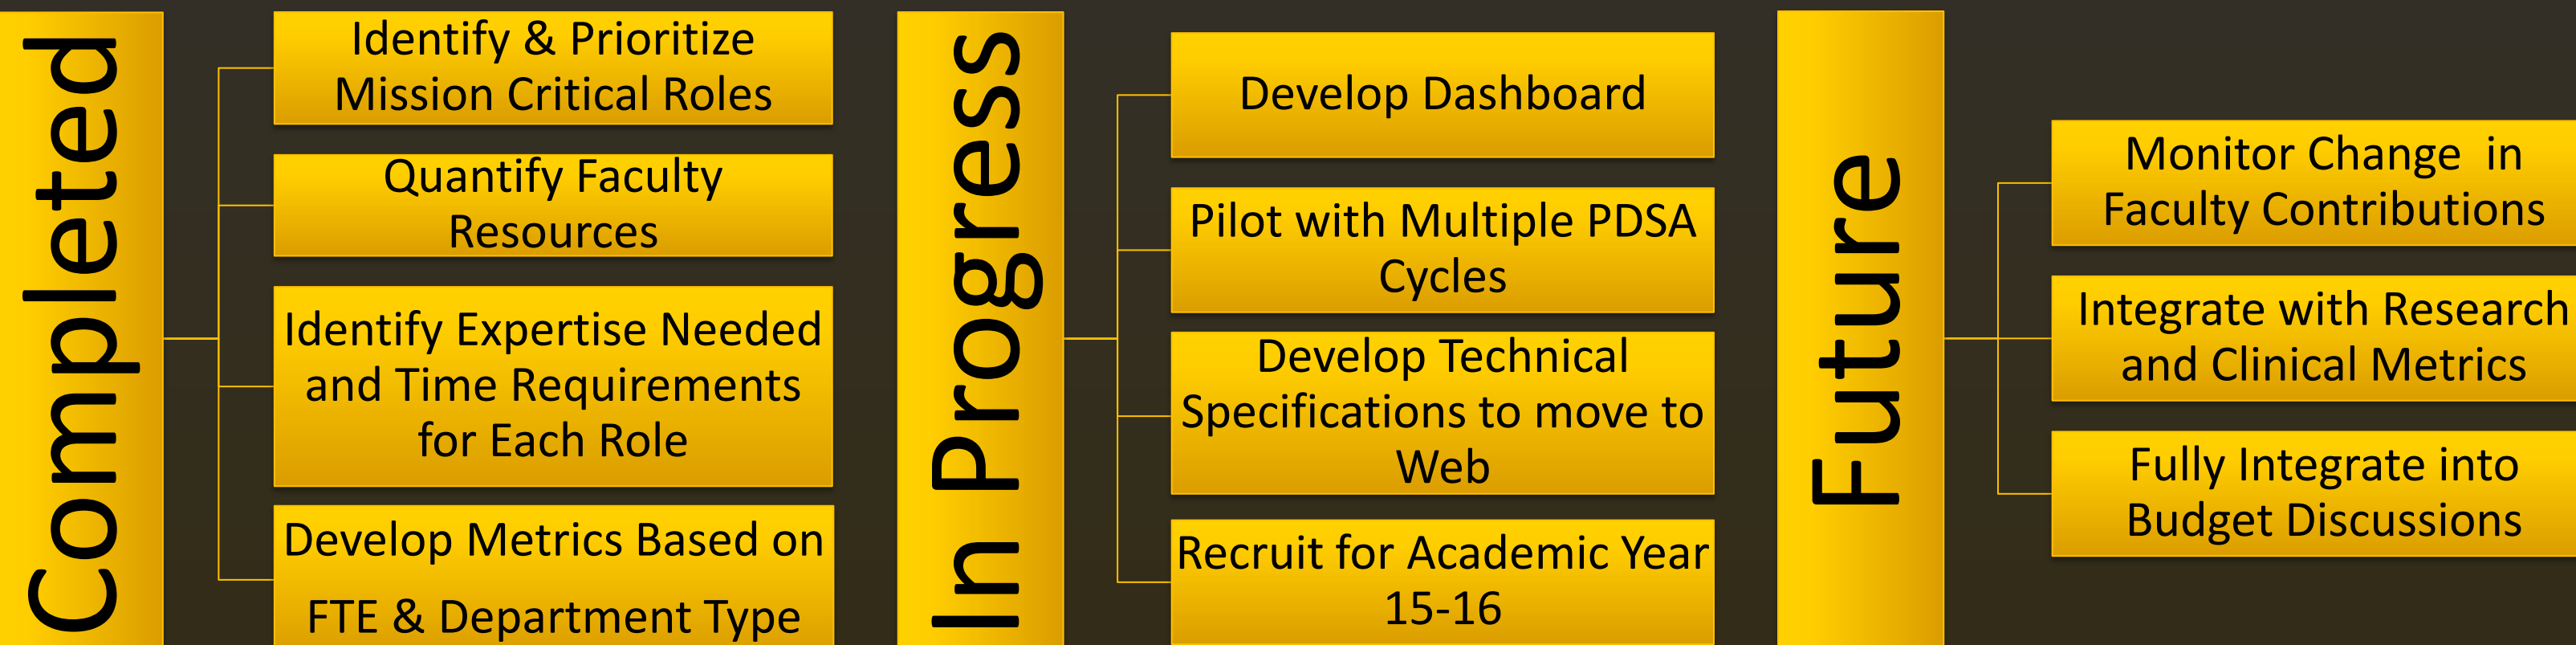 Completed
Identify & Prioritize
Mission Critical Roles
Quantify Faculty
Resources
Identify Expertise Needed
and Time Requirements
for Each Role
Develop Metrics Based on
FTE & Department Type
In Progress
Develop Dashboard
Pilot with Multiple PDSA
Cycles
Develop Technical
Specifications to move to
Web
Recruit for Academic Year
15-16
Future
Monitor Change  in
Faculty Contributions
Integrate with Research
and Clinical Metrics
Fully Integrate into
Budget Discussions